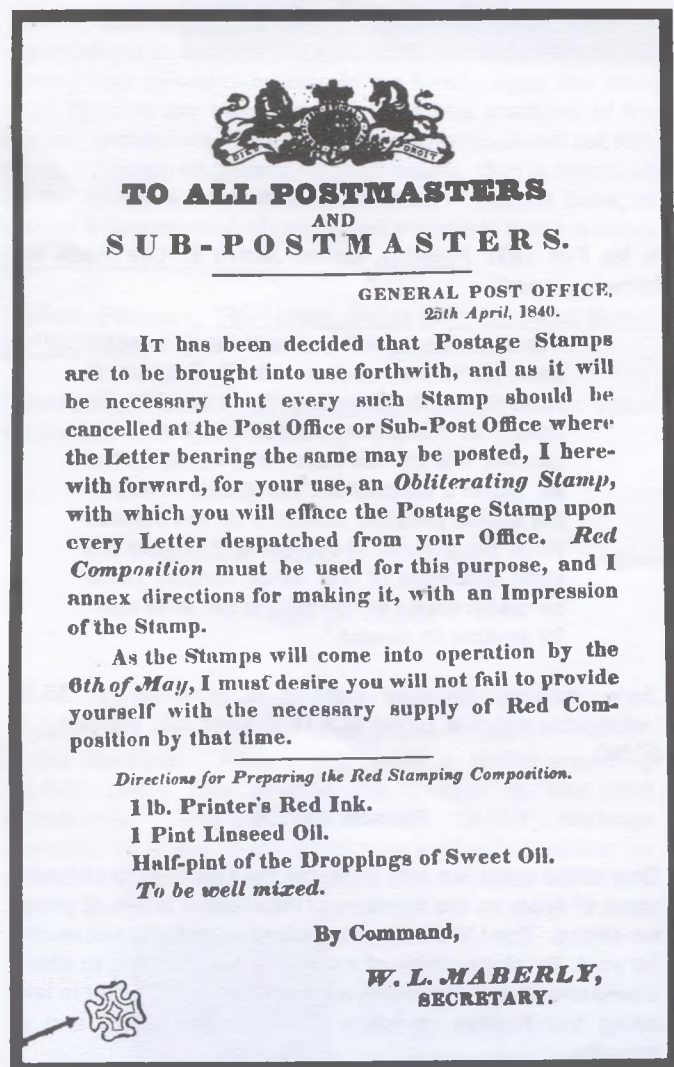 DIEU DROIT
TO ALL POSTMASTERS
AND
SUB-POSTMASTERS.
GENERAL POST OFFICE,
25th April, 1840.
IT has been decided that Postage Stamps
are to be brought into use forthwith, and as it will
be necessary that every such Stamp should be
cancelled at the Post Office or Sub-Post Office where
the Letter bearing the same may be posted, I here-
with forward, for your use, an Obliterating Stamp,
with which you will efface the Postage Stamp upon
every Letter despatched from your Office. Red
Composition must be used for this purpose, and I
annex directions for making it, with an Impression
of the Stamp.
As the Stamps will come into operation by the
6th of May, I must desire you will not fail to provide
yourself with the necessary supply of Red Com-
position by that time.
Directions for Preparing the Red Stamping Composition.
1 lb. Printer's Red Ink.
1 Pint Linseed Oil.
Half-pint of the Droppings of Sweet Oil.
To be well mixed.
By Command,
W. L. MABERLY,
SECRETARY.